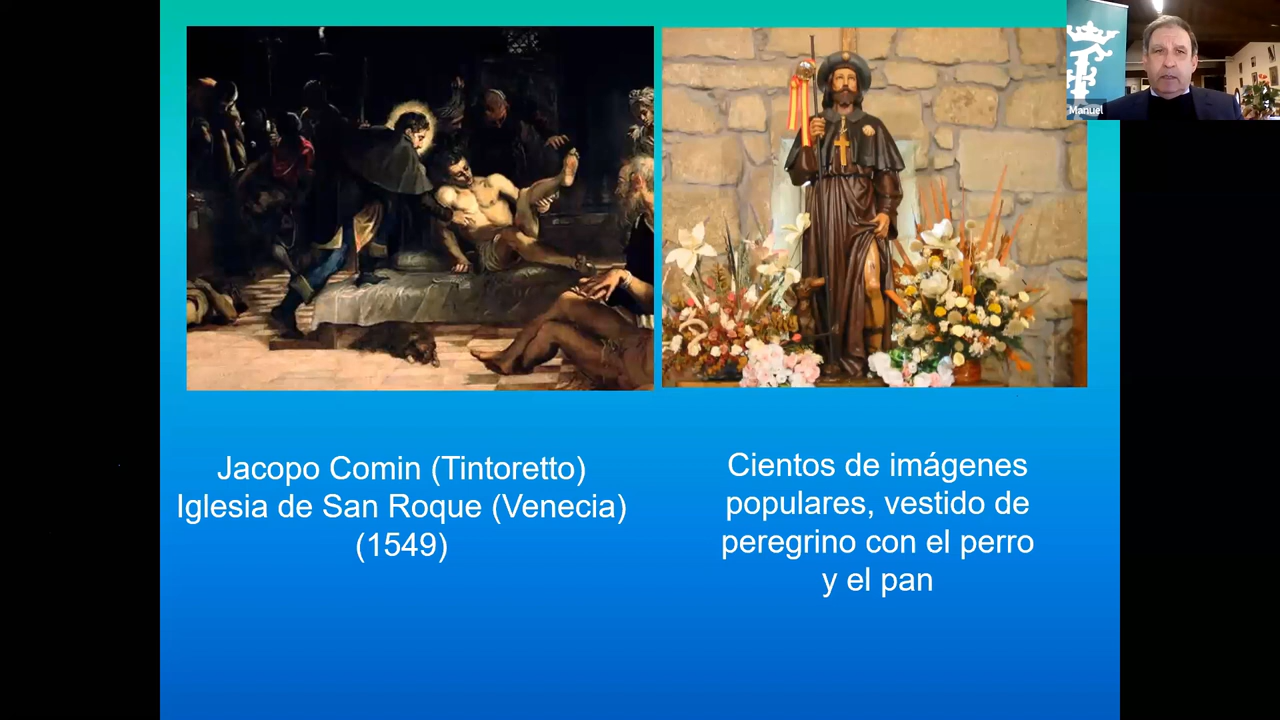 Manuel
Jacopo Comin (Tintoretto)
Iglesia de San Roque (Venecia)
(1549)
Cientos de imágenes
populares, vestido de
peregrino con el perro
y el pan